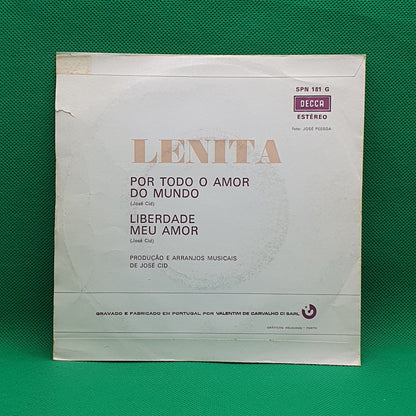 SPN 181 G
DECCA
ESTÉREO
Foto: JOSÉ PESSOA
LENITA
POR TODO O AMOR
DO MUNDO
(José Cid)
LIBERDADE
MEU AMOR
(José Cid)
PRODUÇÃO E ARRANJOS MUSICAIS
DE JOSÉ CID
GRAVADO E FABRICADO EM PORTUGAL POR VALENTIM DE CARVALHO CI SARL